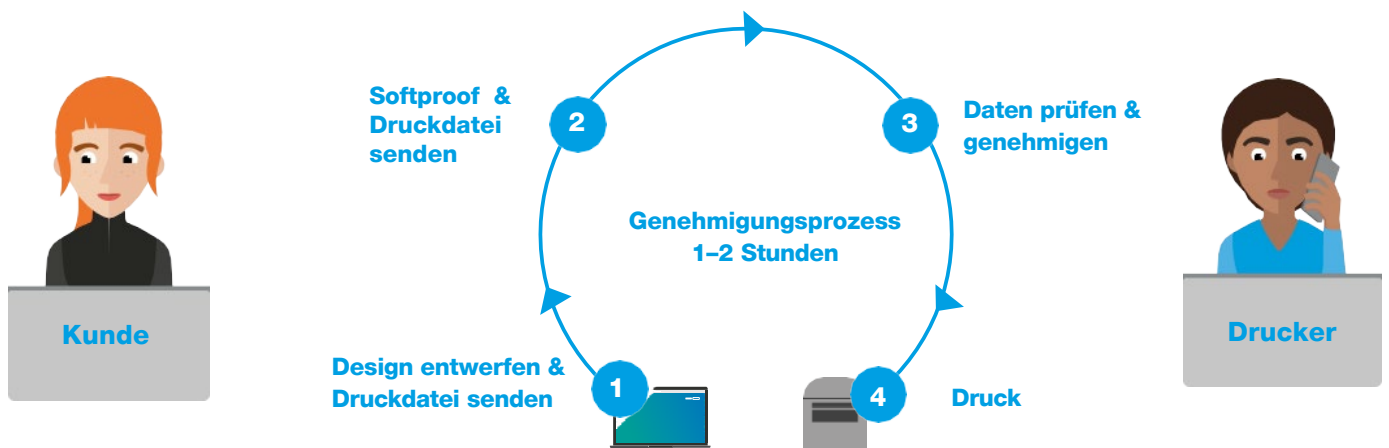 Softproof &
Druckdatei
senden
2
3
Daten prüfen &
genehmigen
Genehmigungsprozess
1–2 Stunden
Kunde
Drucker
Design entwerfen &
Druckdatei senden
1
4
Druck